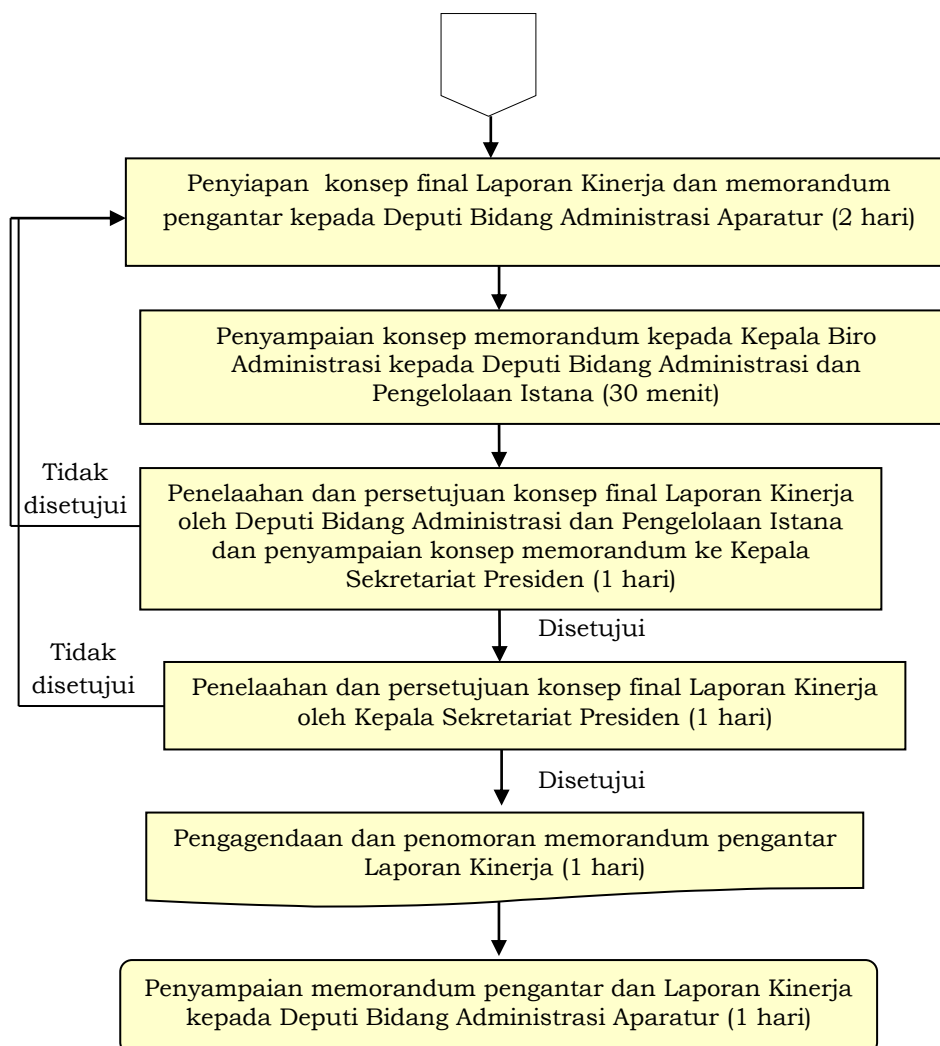 Penyiapan konsep final Laporan Kinerja dan memorandum
pengantar kepada Deputi Bidang Administrasi Aparatur (2 hari)
Penyampaian konsep memorandum kepada Kepala Biro
Administrasi kepada Deputi Bidang Administrasi dan
Pengelolaan Istana (30 menit)
Tidak
disetujui
Penelaahan dan persetujuan konsep final Laporan Kinerja
oleh Deputi Bidang Administrasi dan Pengelolaan Istana
dan penyampaian konsep memorandum ke Kepala
Sekretariat Presiden (1 hari)
Disetujui
Tidak
disetujui
Penelaahan dan persetujuan konsep final Laporan Kinerja
oleh Kepala Sekretariat Presiden (1 hari)
Disetujui
Pengagendaan dan penomoran memorandum pengantar
Laporan Kinerja (1 hari)
Penyampaian memorandum pengantar dan Laporan Kinerja
kepada Deputi Bidang Administrasi Aparatur (1 hari)